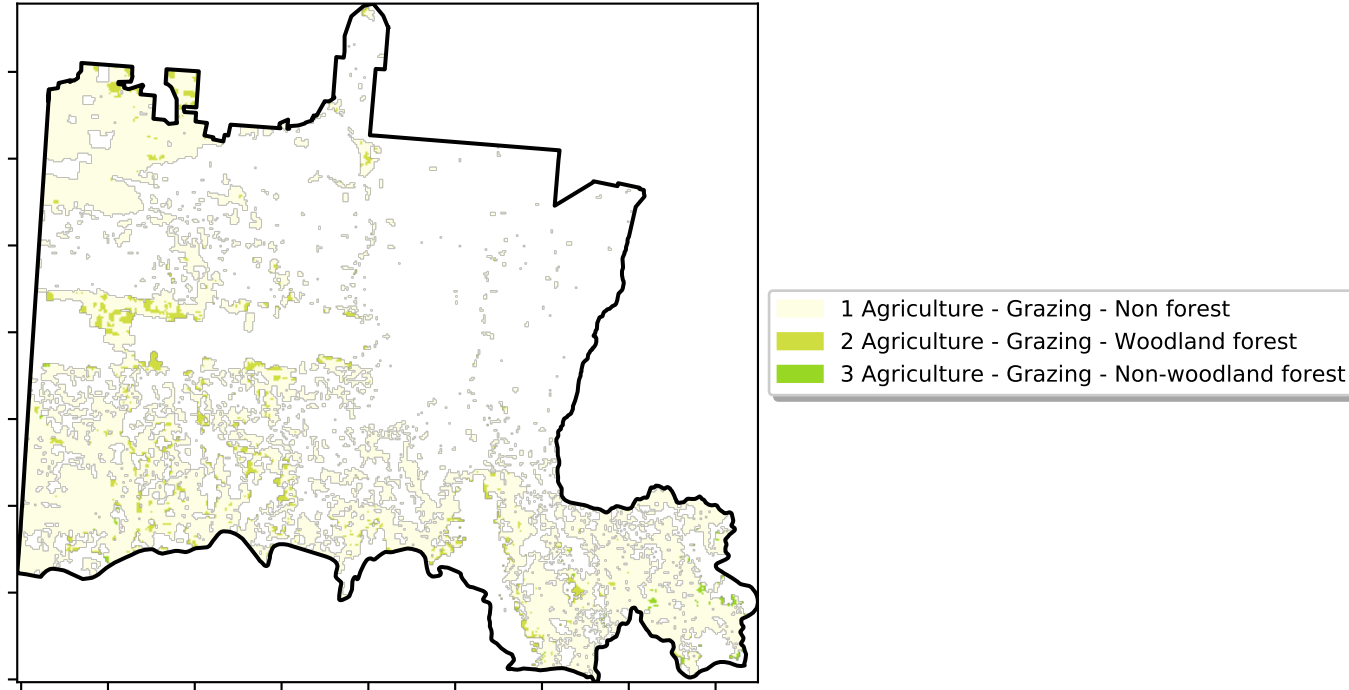 1 Agriculture - Grazing - Non forest
2 Agriculture - Grazing - Woodland forest
3 Agriculture - Grazing - Non-woodland forest